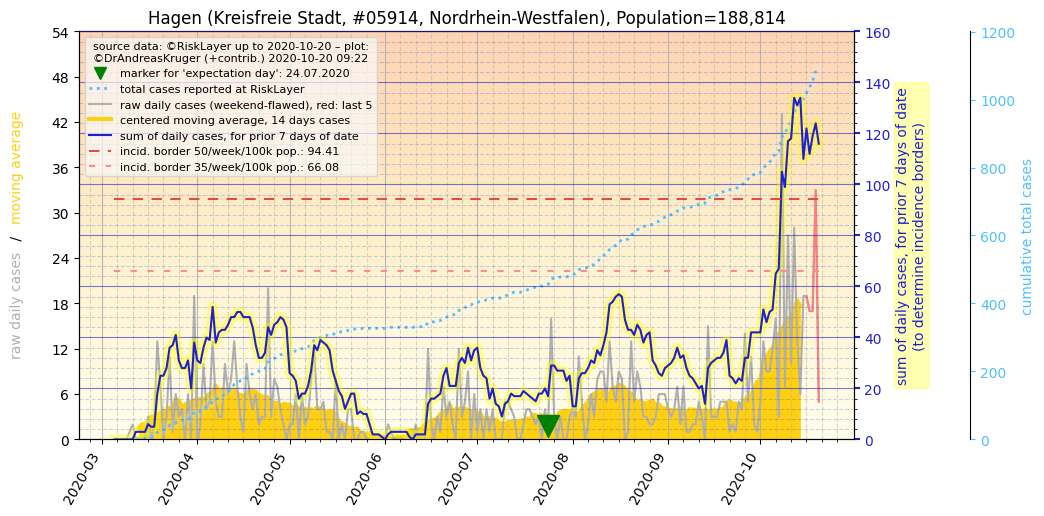 Hagen (Kreisfreie Stadt, #05914, Nordrhein-Westfalen), Population=188,814
source data: ©RiskLayer up to 2020-10-20 – plot:
©DrAndreasKruger (+contrib.) 2020-10-20 09:22
marker for 'expectation day': 24.07.2020
total cases reported at RiskLayer
raw daily cases (weekend-flawed), red: last 5
centered moving average, 14 days cases
sum of daily cases, for prior 7 days of date
incid. border 50/week/100k pop.: 94.41
incid. border 35/week/100k pop.: 66.08
raw daily cases / moving average
54
48
42
36
30
24
18
12
6
0
2020-03
2020-04
2020-05
2020-06
2020-07
2020-08
2020-09
2020-10
160
140
120
100
80
60
40
20
0
sum of daily cases, for prior 7 days of date
(to determine incidence borders)
1200
1000
800
600
400
200
0
cumulative total cases